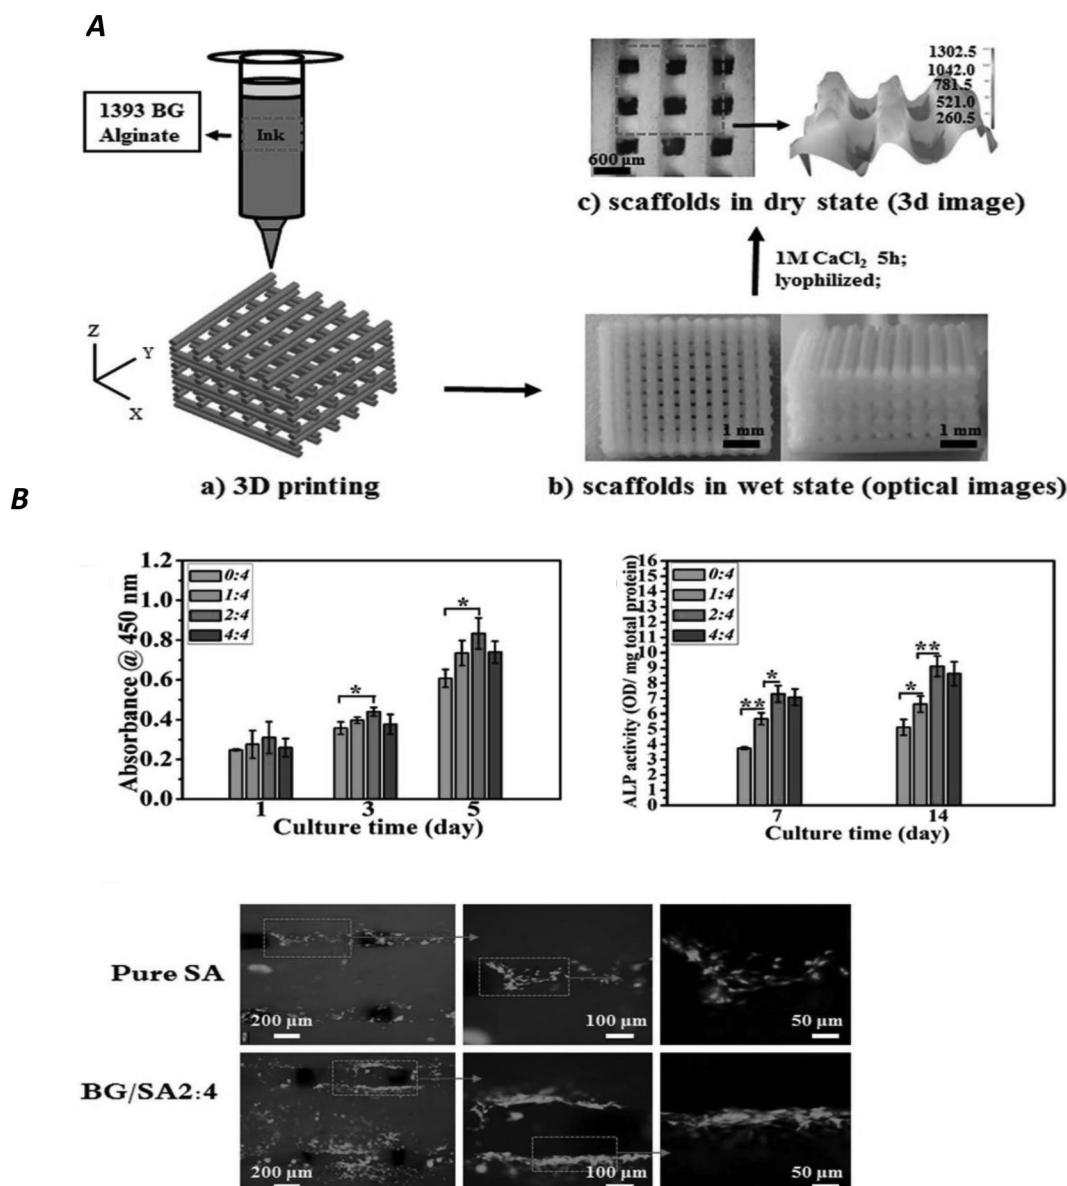 A
1393 BG
Alginate
Ink
Z
Y
X
a) 3D printing
600 µm
1302.5
1042.0
781.5
521.0
260.5
c) scaffolds in dry state (3d image)
1M CaCl₂ 5h;
lyophilized;
1 mm
1 mm
b) scaffolds in wet state (optical images)
B
Absorbance @ 450 nm
1.2
1.0
0.8
0.6
0.4
0.2
0.0
0:4
1:4
2:4
4:4
*
*
1
3
5
Culture time (day)
ALP activity (OD/ mg total protein)
16
15
14
13
12
11
10
9
8
7
6
5
4
3
2
1
0
0:4
1:4
2:4
4:4
**
*
*
**
7
14
Culture time (day)
Pure SA
200 µm
100 µm
50 µm
BG/SA2:4
200 µm
100 µm
50 µm